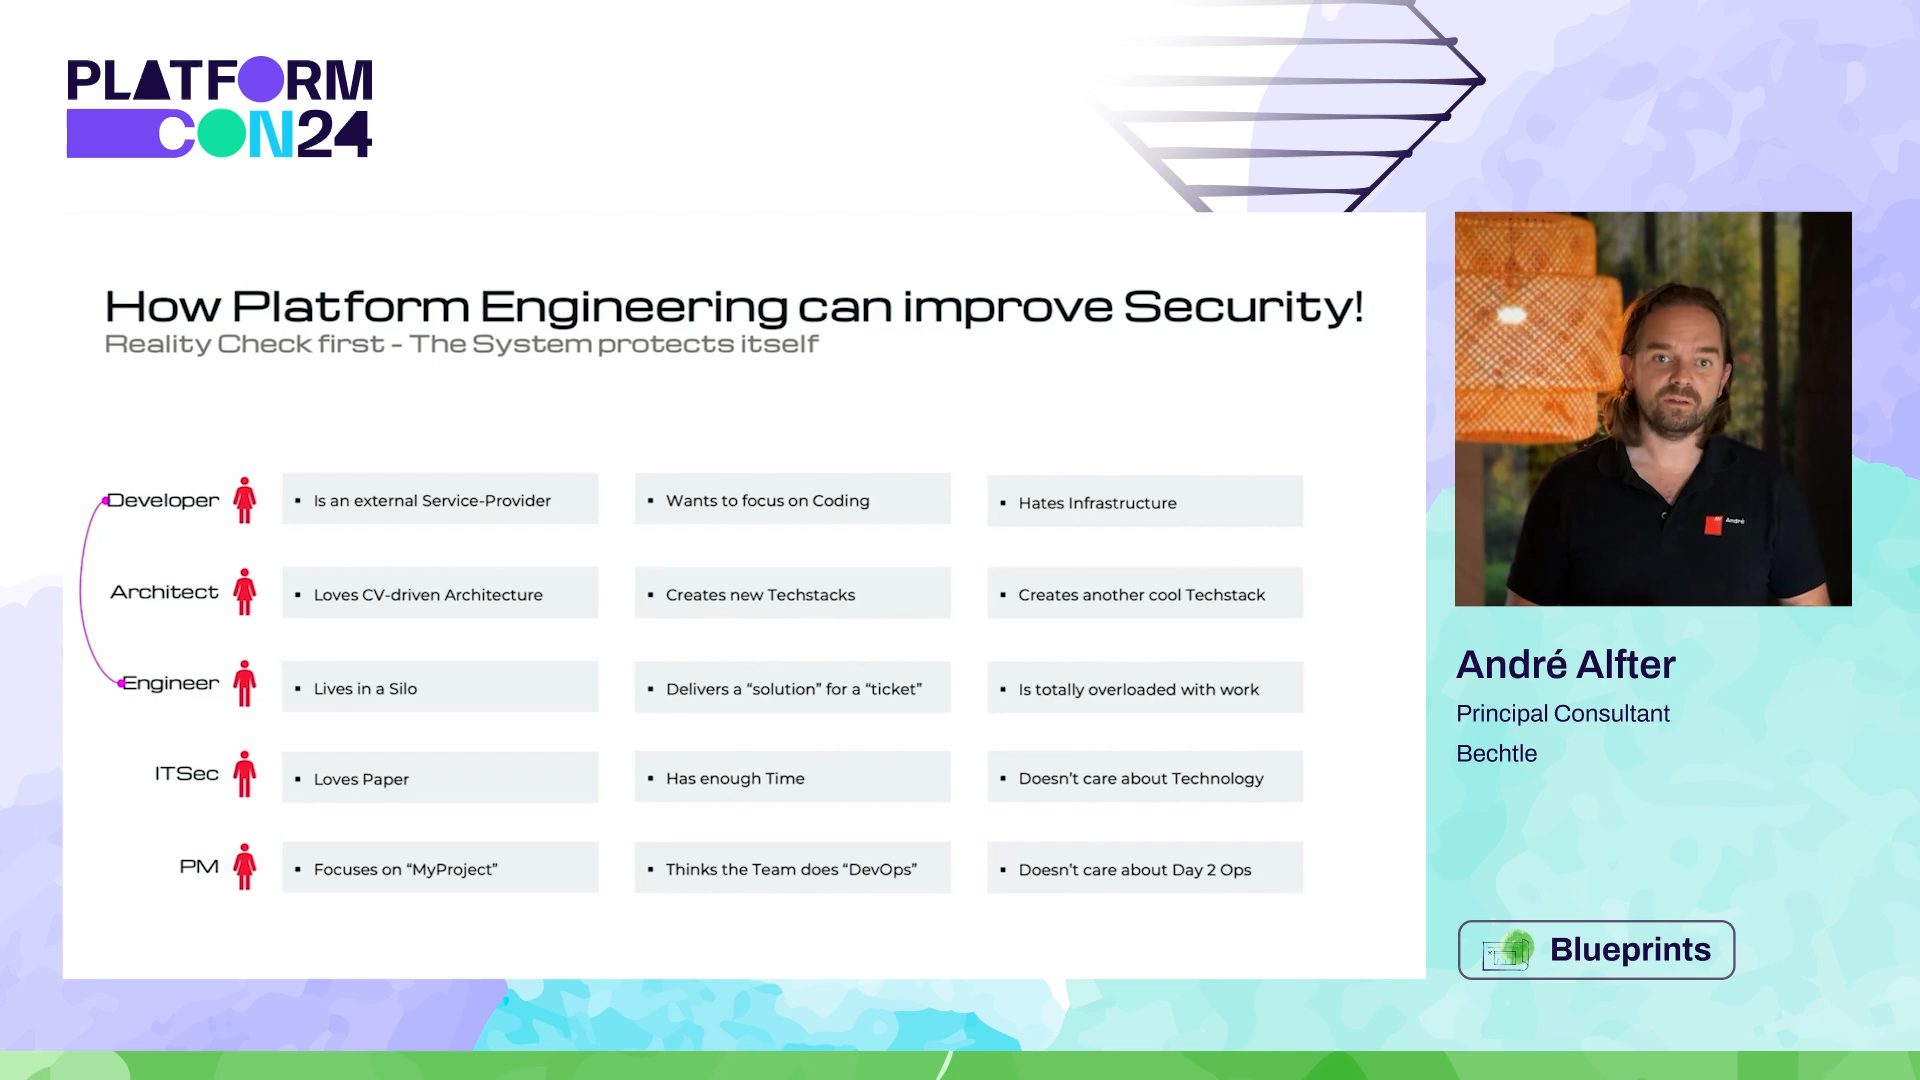 PLATFORM
CON24
How Platform Engineering can improve Security!
Reality Check first - The System protects itself
Developer
▪ Is an external Service-Provider
▪ Wants to focus on Coding
▪ Hates Infrastructure
Architect
▪ Loves CV-driven Architecture
▪ Creates new Techstacks
▪ Creates another cool Techstack
Engineer
▪ Lives in a Silo
▪ Delivers a “solution” for a “ticket”
▪ Is totally overloaded with work
ITSec
▪ Loves Paper
▪ Has enough Time
▪ Doesn’t care about Technology
PM
▪ Focuses on “MyProject”
▪ Thinks the Team does “DevOps”
▪ Doesn’t care about Day 2 Ops
André
André Alfter
Principal Consultant
Bechtle
Blueprints